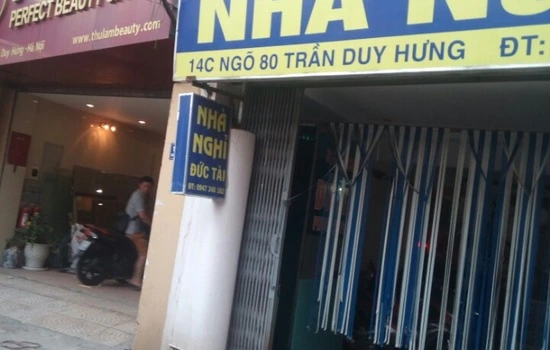 PERFECT BEAUTY
Duy Hưng - Hà Nội
www.thulambeauty.com
NHÀ NG
14C NGÕ 80 TRẦN DUY HƯNG ĐT:
NHÀ
NGHỈ
ĐỨC TÀI